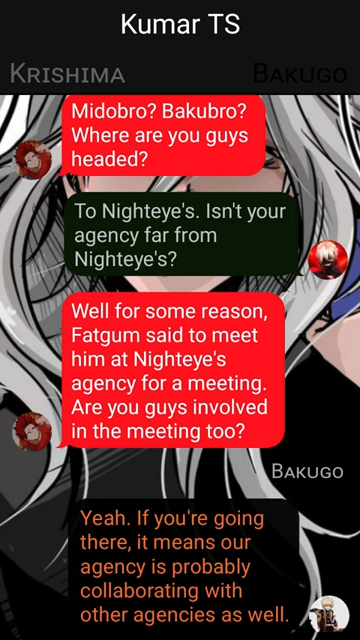 Kumar TS
Krishima
Bakugo
Midobro? Bakubro?
Where are you guys
headed?
To Nighteye's. Isn't your
agency far from
Nighteye's?
Well for some reason,
Fatgum said to meet
him at Nighteye's
agency for a meeting.
Are you guys involved
in the meeting too?
Bakugo
Yeah. If you're going
there, it means our
agency is probably
collaborating with
other agencies as well.